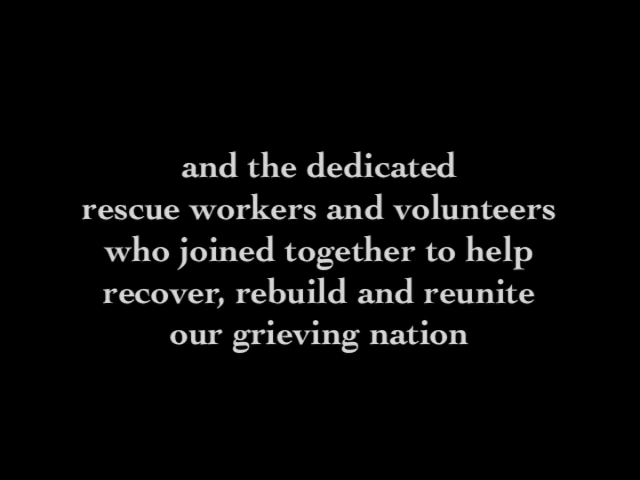 and the dedicated
rescue workers and volunteers
who joined together to help
recover, rebuild and reunite
our grieving nation